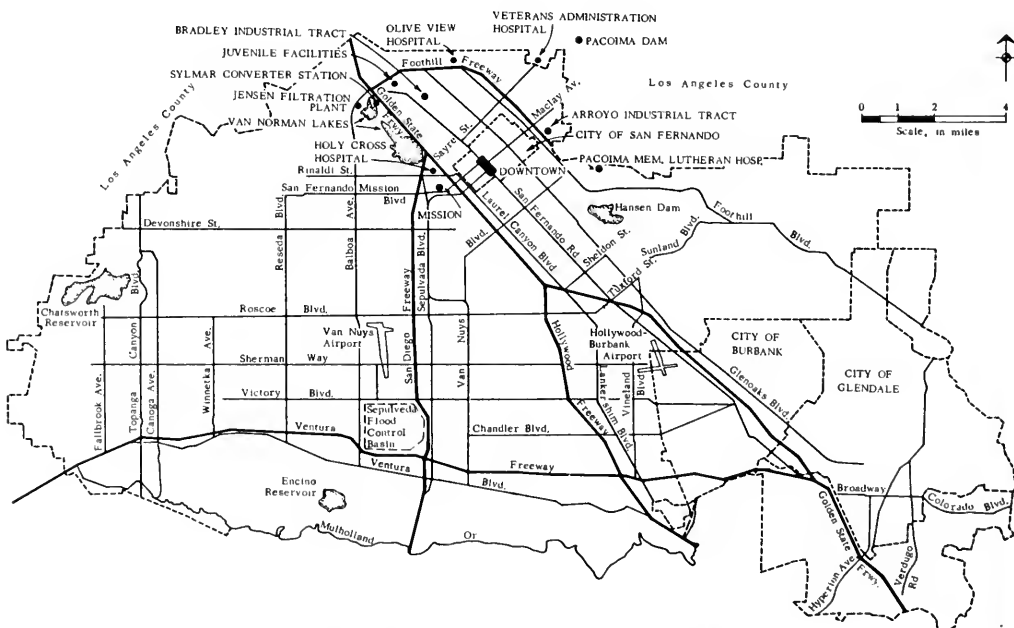 BRADLEY INDUSTRIAL TRACT
JUVENILE FACILITIES
SYLMAR CONVERTER STATION
JENSEN FILTRATION
PLANT
VAN NORMAN LAKES
HOLY CROSS
HOSPITAL
OLIVE VIEW
HOSPITAL
VETERANS ADMINISTRATION
HOSPITAL
PACOIMA DAM
Foothill
Freeway
Los Angeles County
Los Angeles County
Maclay Av.
ARROYO INDUSTRIAL TRACT
CITY OF SAN FERNANDO
PACOIMA MEM. LUTHERAN HOSP.
0 2 4
Scale, in miles
Golden State
Frwy.
Sayre St.
DOWNTOWN
Rinaldi St.
San Fernando Mission
Blvd
MISSION
Devonshire St.
Reseda Blvd.
Balboa Ave.
San Diego Freeway
Sepulveda Blvd.
Van Nuys Blvd.
Laurel Canyon Blvd
San Fernando Rd
Sheldon St.
Tuxford St.
Hansen Dam
Sunland Blvd.
Foothill Blvd.
Chatsworth
Reservoir
Roscoe Blvd.
Van Nuys
Airport
Hollywood-
Burbank
Airport
CITY OF
BURBANK
CITY OF
GLENDALE
Sherman Way
Victory Blvd.
Fallbrook Ave.
Topanga Canyon Blvd.
Canoga Ave.
Winnetka Ave.
Hollywood Freeway
Lankershim Blvd.
Vineland Blvd.
Glenoaks Blvd.
Sepulveda
Flood
Control
Basin
Chandler Blvd.
Ventura Freeway
Ventura Blvd.
Encino
Reservoir
Mulholland Dr
Broadway
Colorado Blvd.
Golden State Frwy.
Hyperion Ave.
Verdugo Rd